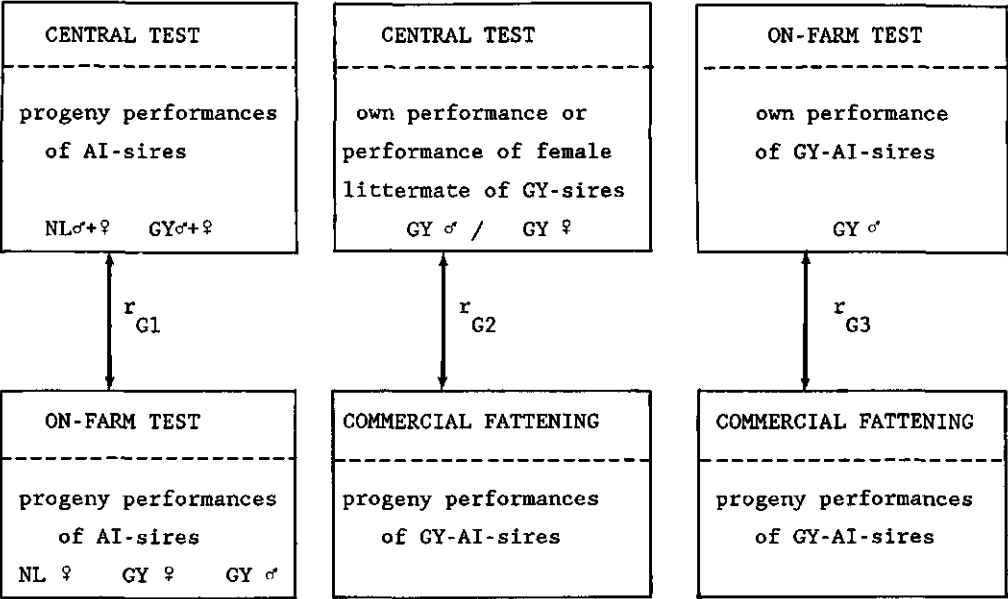 CENTRAL TEST
progeny performances
of AI-sires
NL♂+♀ GY♂+♀
CENTRAL TEST
own performance or
performance of female
littermate of GY-sires
GY ♂ / GY ♀
ON-FARM TEST
own performance
of GY-AI-sires
GY ♂
r G1
r G2
r G3
ON-FARM TEST
progeny performances
of AI-sires
NL ♀ GY ♀ GY ♂
COMMERCIAL FATTENING
progeny performances
of GY-AI-sires
COMMERCIAL FATTENING
progeny performances
of GY-AI-sires